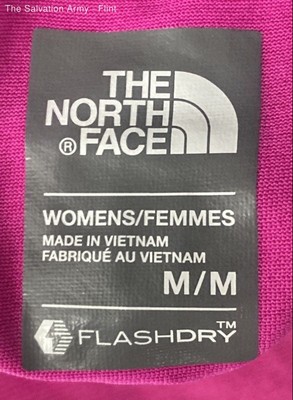 The Salvation Army - Flint
THE
NORTH
® FACE
WOMENS/FEMMES
MADE IN VIETNAM
FABRIQUÉ AU VIETNAM
M/M
FLASHDRY™